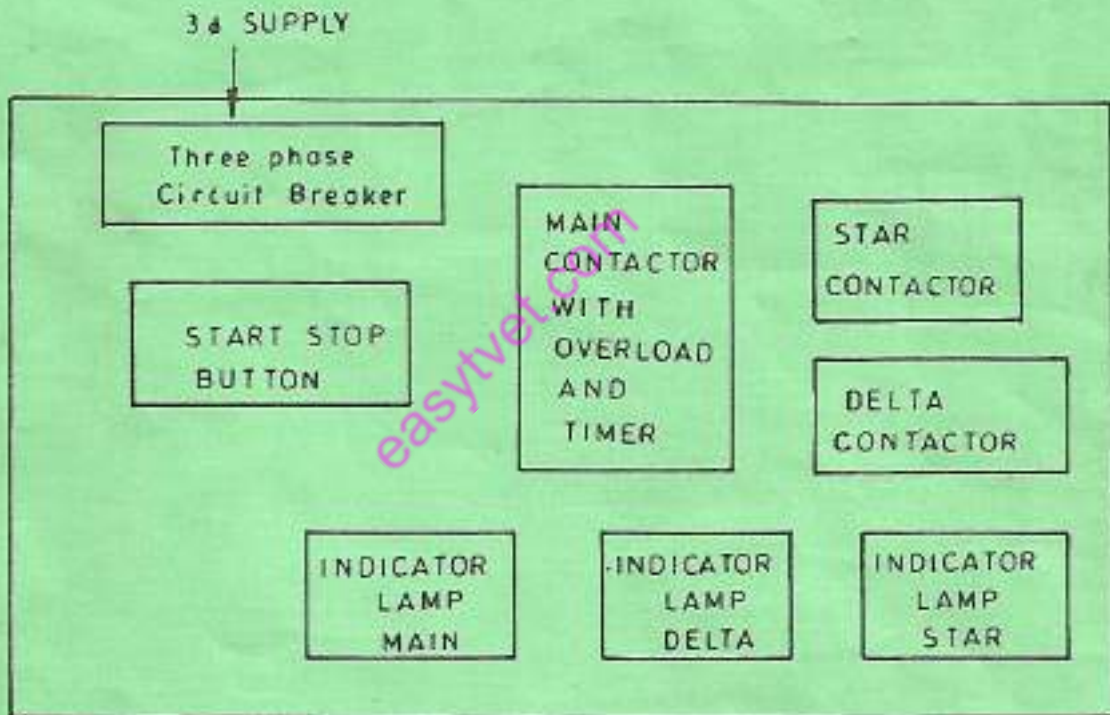 3ϕ SUPPLY
Three phase
Circuit Breaker
START STOP
BUTTON
MAIN
CONTACTOR
WITH
OVERLOAD
AND
TIMER
STAR
CONTACTOR
DELTA
CONTACTOR
INDICATOR
LAMP
MAIN
INDICATOR
LAMP
DELTA
INDICATOR
LAMP
STAR
easytvet.com